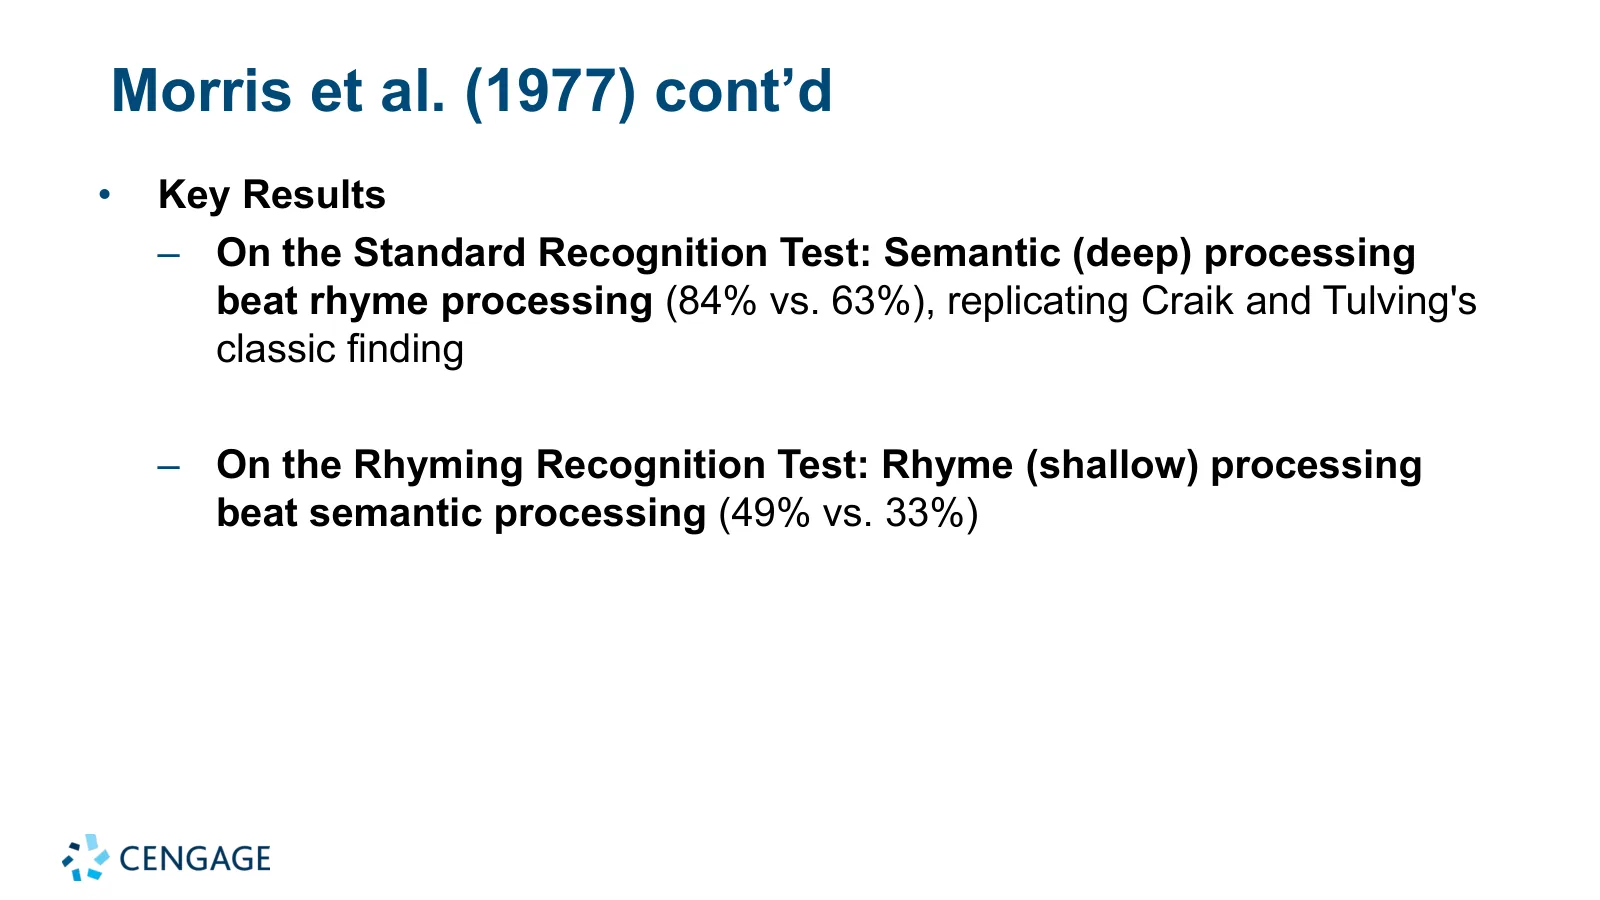 Morris et al. (1977) cont’d
• Key Results
– On the Standard Recognition Test: Semantic (deep) processing
beat rhyme processing (84% vs. 63%), replicating Craik and Tulving's
classic finding
– On the Rhyming Recognition Test: Rhyme (shallow) processing
beat semantic processing (49% vs. 33%)
CENGAGE